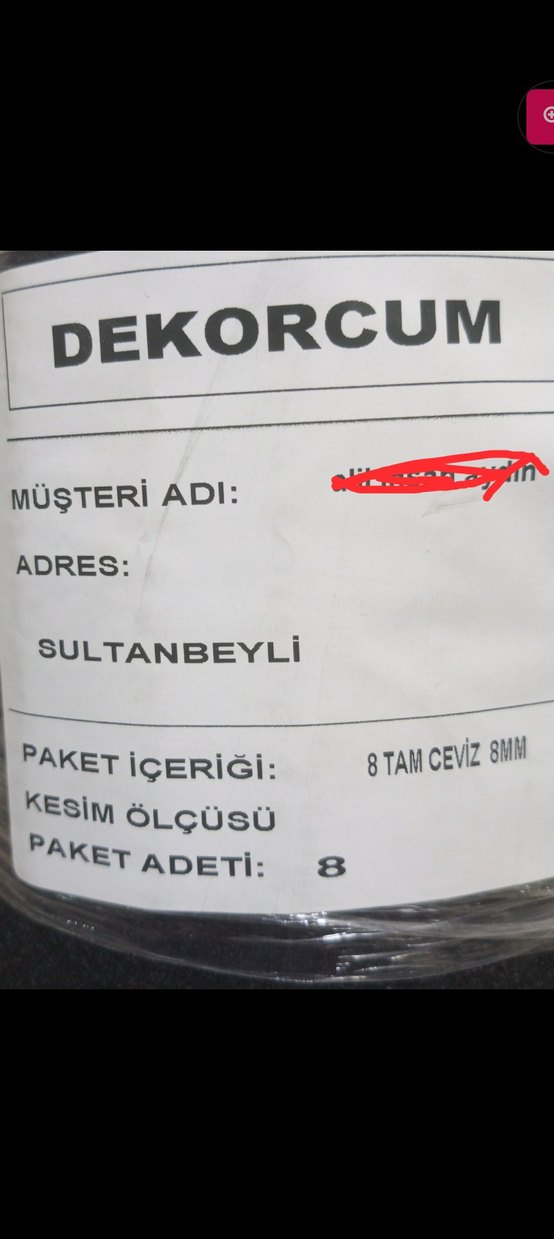 DEKORCUM
MÜŞTERİ ADI:
ADRES:
SULTANBEYLİ
PAKET İÇERİĞİ: 8 TAM CEVİZ 8MM
KESİM ÖLÇÜSÜ
PAKET ADETİ: 8